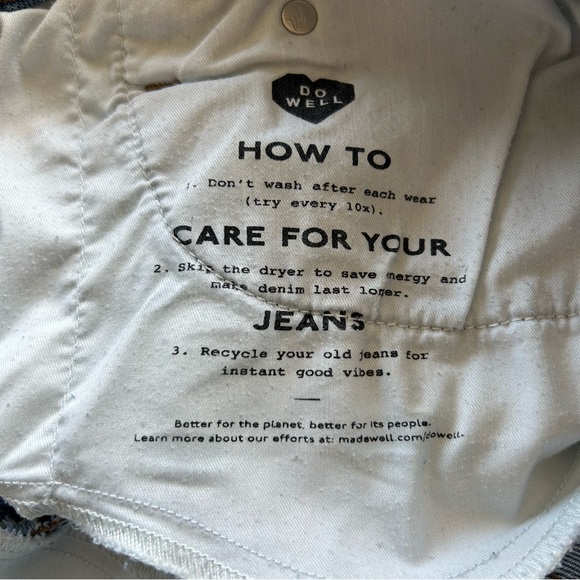 DO
WELL
HOW TO
1. Don't wash after each wear
(try every 10x).
CARE FOR YOUR
2. Skip the dryer to save energy and
make denim last longer.
JEANS
3. Recycle your old jeans for
instant good vibes.
Better for the planet, better for its people.
Learn more about our efforts at: madewell.com/dowell.